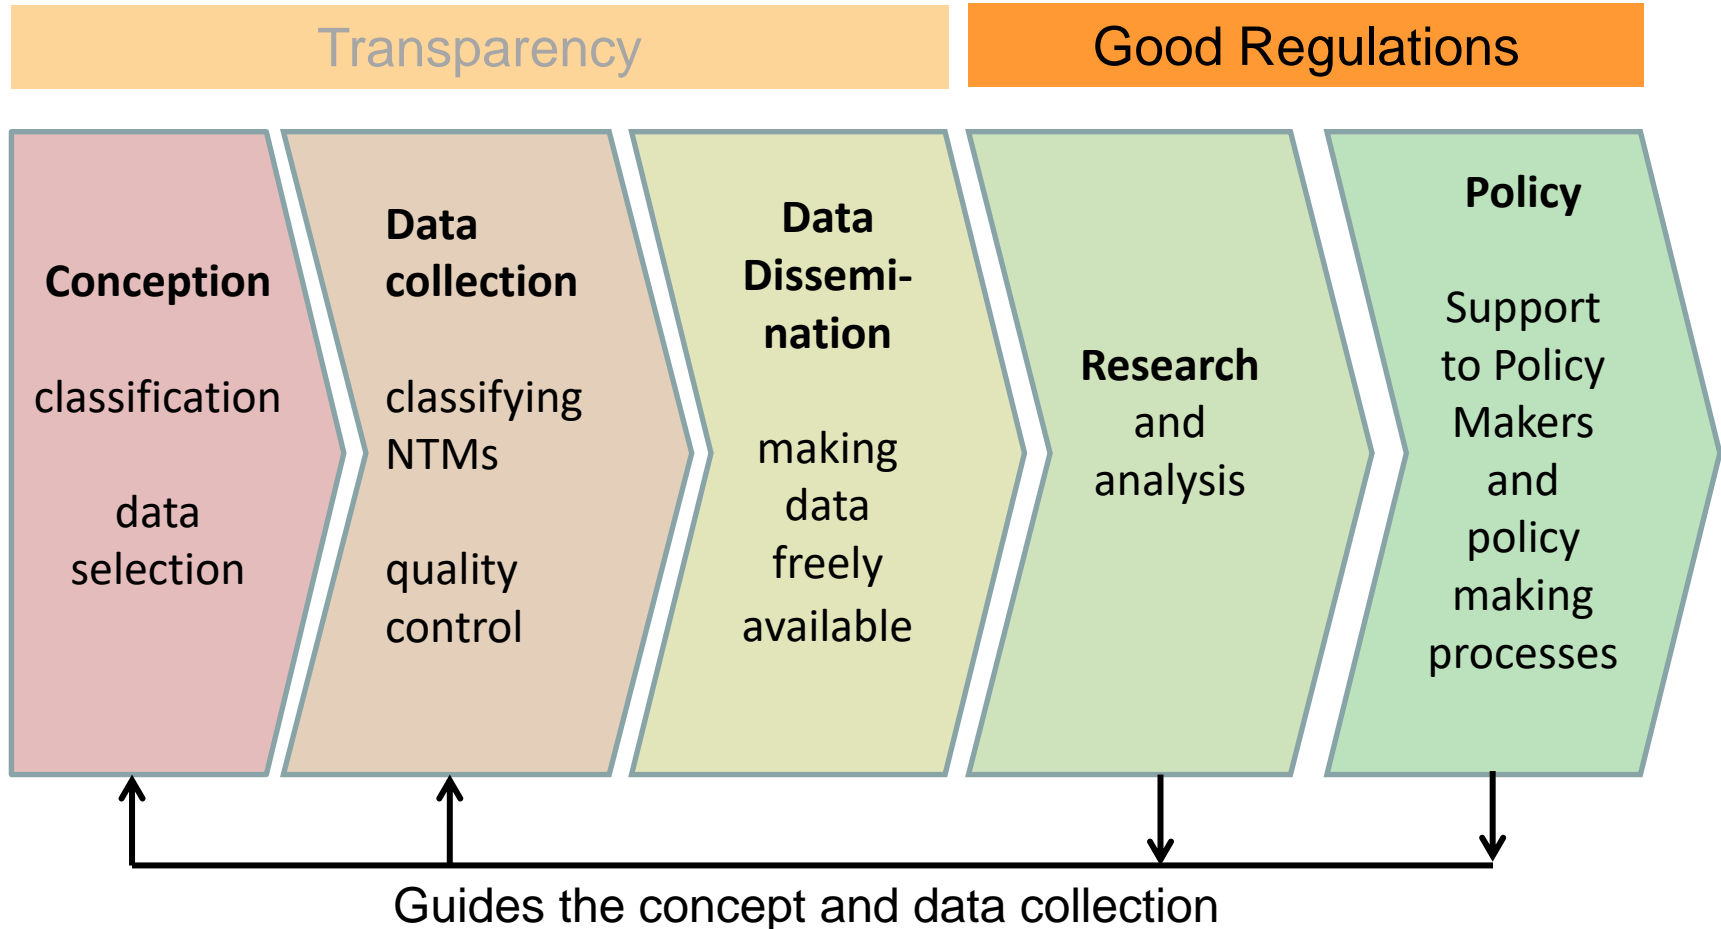 Transparency
Good Regulations
Conception
classification
data
selection
Data
collection
classifying
NTMs
quality
control
Data
Dissemi-
nation
making
data
freely
available
Research
and
analysis
Policy
Support
to Policy
Makers
and
policy
making
processes
Guides the concept and data collection